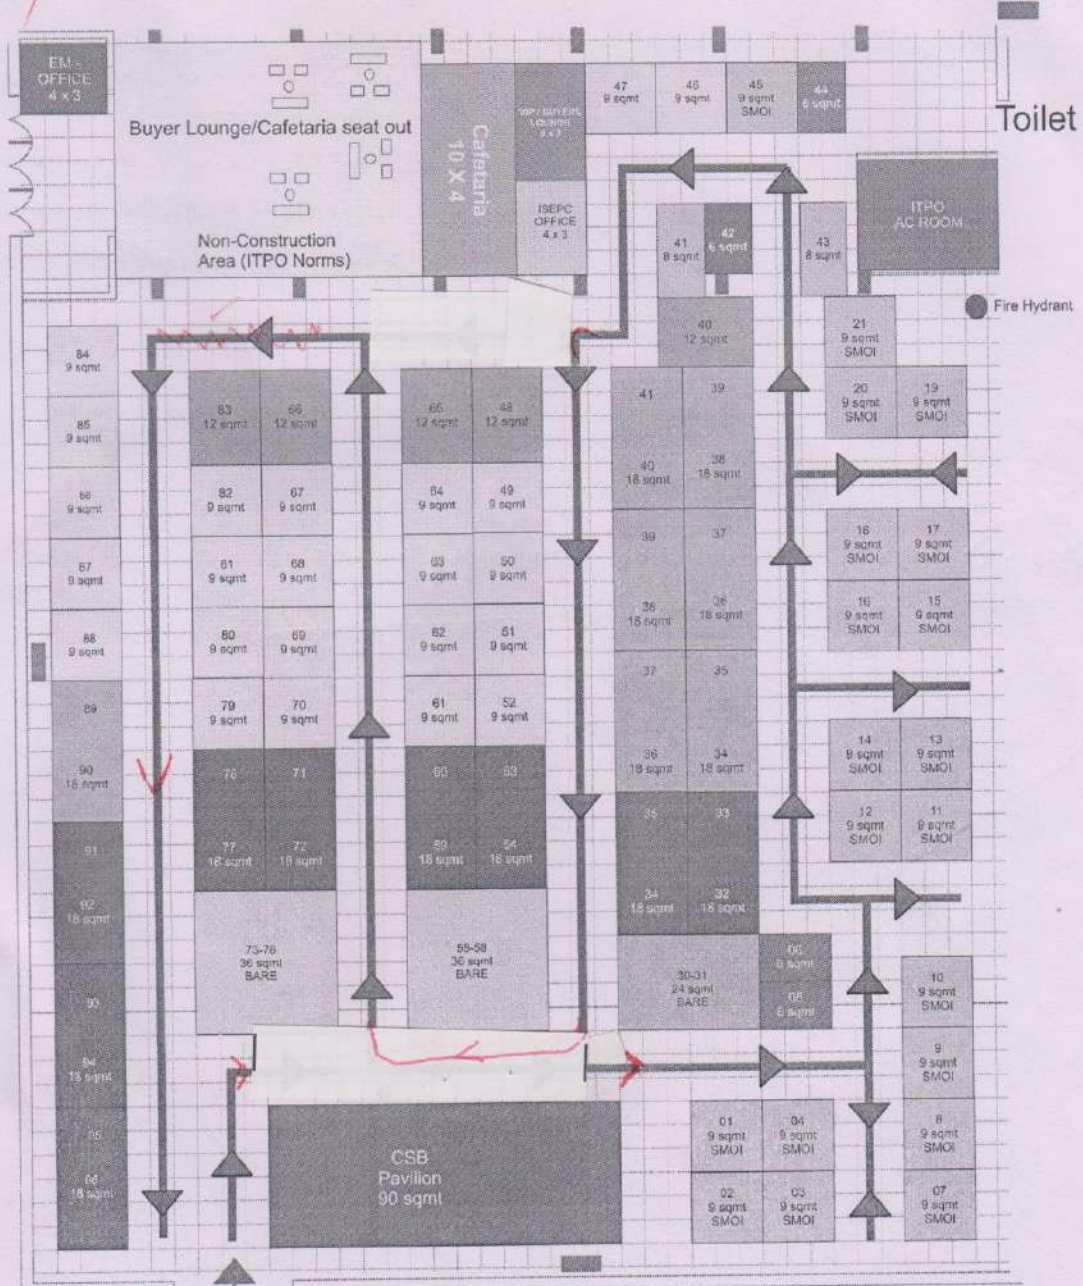 EM -
OFFICE
4 x 3
Buyer Lounge/Cafetaria seat out
Non-Construction
Area (ITPO Norms)
Cafetaria
10 X 4
VIP / BUYERS
LOUNGE
ISEPC
OFFICE
4 x 3
47
9 sqmt
46
9 sqmt
45
9 sqmt
SMOI
44
6 sqmt
Toilet
ITPO
AC ROOM
Fire Hydrant
41
8 sqmt
42
6 sqmt
43
8 sqmt
40
12 sqmt
21
9 sqmt
SMOI
20
9 sqmt
SMOI
19
9 sqmt
SMOI
18
9 sqmt
SMOI
17
9 sqmt
SMOI
16
9 sqmt
SMOI
15
9 sqmt
SMOI
14
9 sqmt
SMOI
13
9 sqmt
SMOI
12
9 sqmt
SMOI
11
9 sqmt
SMOI
10
9 sqmt
SMOI
9
9 sqmt
SMOI
8
9 sqmt
SMOI
07
9 sqmt
SMOI
84
9 sqmt
85
9 sqmt
86
9 sqmt
87
9 sqmt
88
9 sqmt
89
90
18 sqmt
91
92
18 sqmt
93
94
18 sqmt
95
96
18 sqmt
83
12 sqmt
66
12 sqmt
82
9 sqmt
67
9 sqmt
81
9 sqmt
68
9 sqmt
80
9 sqmt
69
9 sqmt
79
9 sqmt
70
9 sqmt
78
71
77
18 sqmt
72
18 sqmt
73-76
36 sqmt
BARE
65
12 sqmt
48
12 sqmt
64
9 sqmt
49
9 sqmt
63
9 sqmt
50
9 sqmt
62
9 sqmt
51
9 sqmt
61
9 sqmt
52
9 sqmt
60
53
59
18 sqmt
54
18 sqmt
55-58
36 sqmt
BARE
41
39
40
18 sqmt
38
18 sqmt
39
37
38
18 sqmt
36
18 sqmt
37
35
36
18 sqmt
34
18 sqmt
35
33
34
18 sqmt
32
18 sqmt
30-31
24 sqmt
BARE
06
6 sqmt
05
6 sqmt
01
9 sqmt
SMOI
04
9 sqmt
SMOI
02
9 sqmt
SMOI
03
9 sqmt
SMOI
CSB
Pavilion
90 sqmt